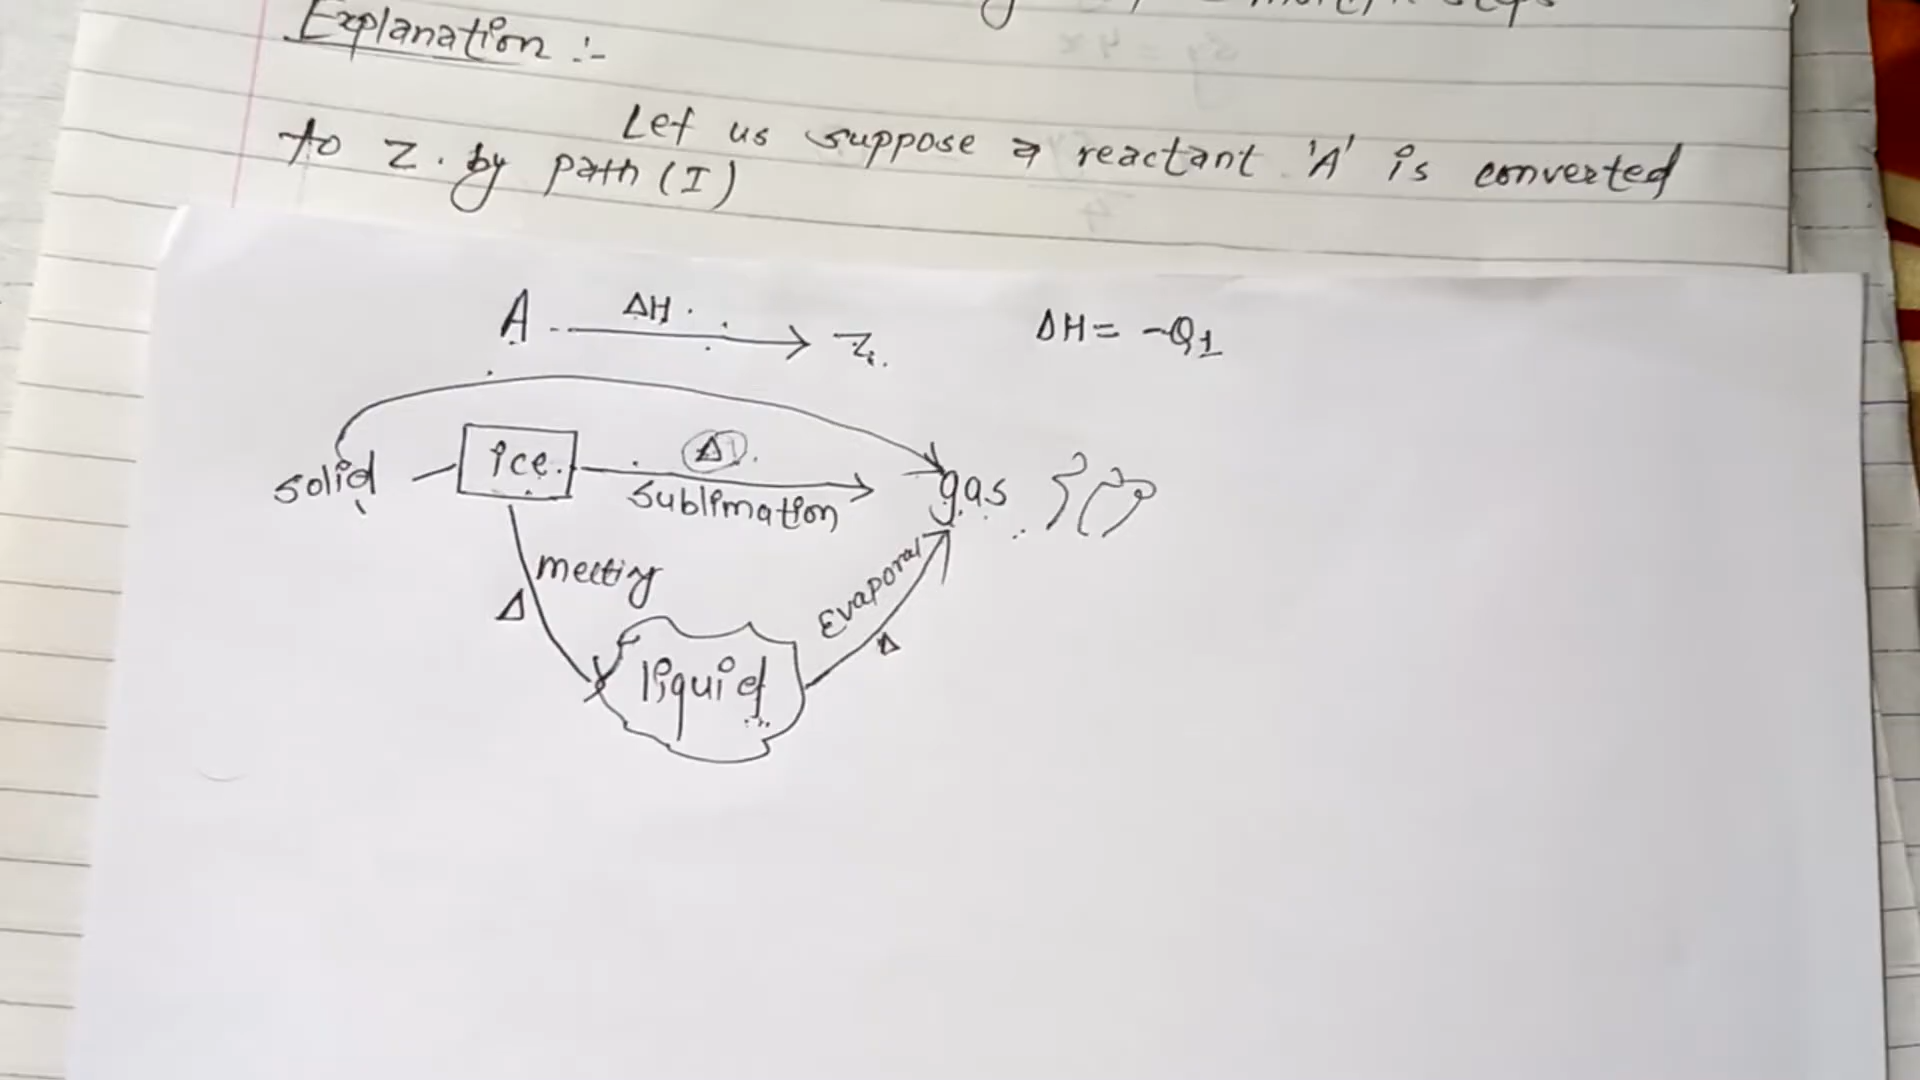 Explanation :-
Let us suppose a reactant 'A' is converted
to Z. by path (I)
A ΔH Z.
ΔH = -Q1
solid ice. Δ gas
sublimation
melting
Δ
Evaporat
Δ
liquid